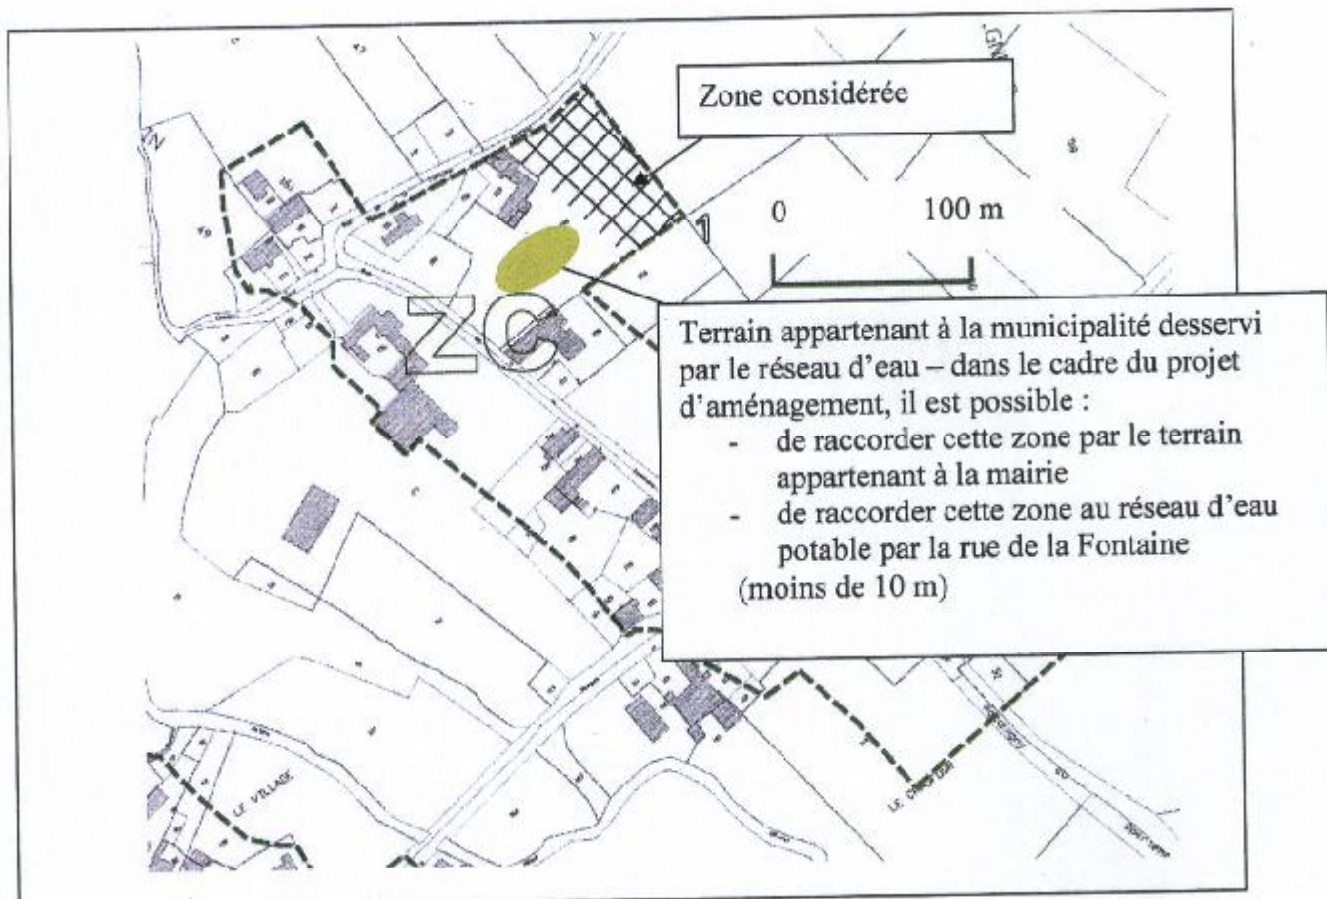 Zone considérée
0 100 m
1
ZC
Terrain appartenant à la municipalité desservi
par le réseau d'eau – dans le cadre du projet
d'aménagement, il est possible :
- de raccorder cette zone par le terrain
appartenant à la mairie
- de raccorder cette zone au réseau d'eau
potable par la rue de la Fontaine
(moins de 10 m)
LE VILLAGE